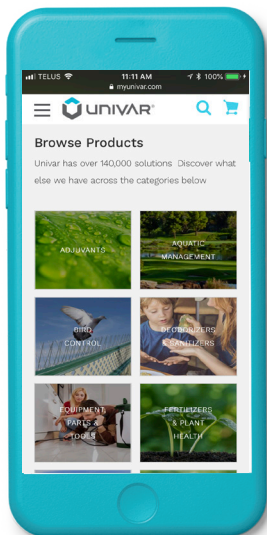 TELUS 11:11 AM 100%
myunivar.com
UNIVAR
Browse Products
Univar has over 140,000 solutions Discover what
else we have across the categories below
ADJUVANTS
AQUATIC
MANAGEMENT
BIRD
CONTROL
DEODORIZERS
& SANITIZERS
EQUIPMENT,
PARTS &
TOOLS
FERTILIZERS
& PLANT
HEALTH